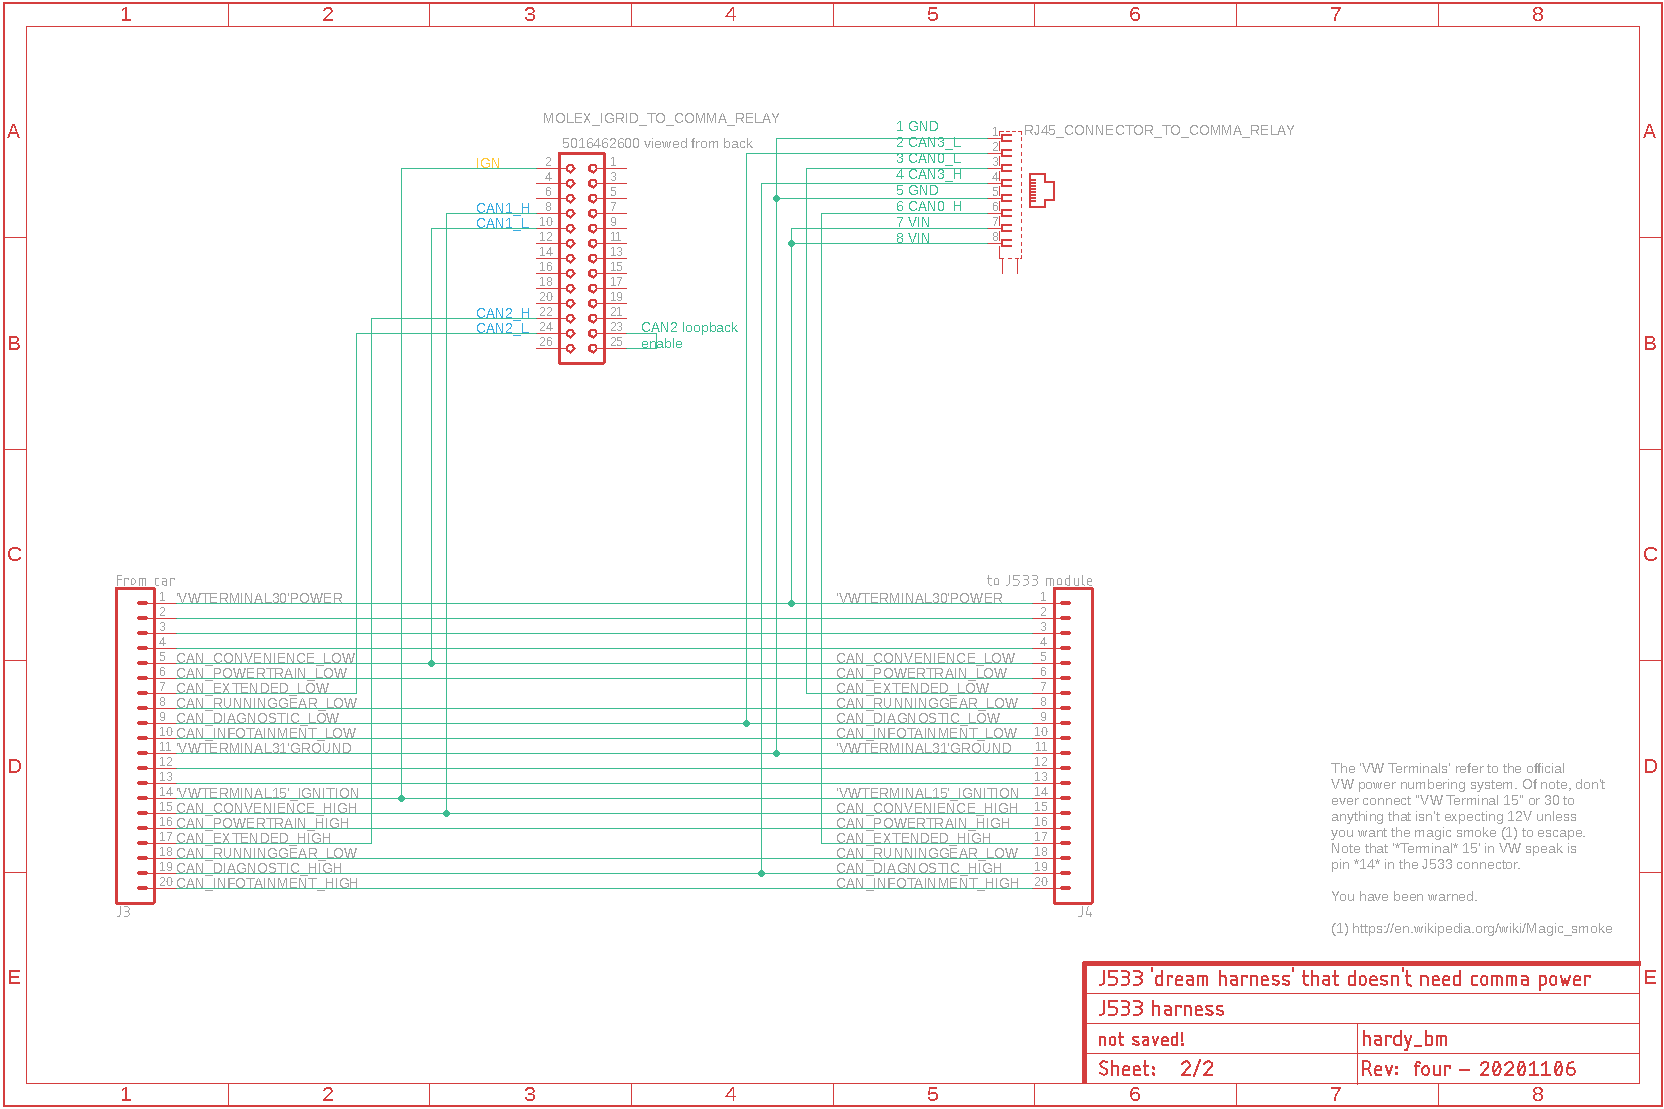 1 2 3 4 5 6 7 8
A
B
C
D
E
A
B
C
D
E
MOLEX_IGRID_TO_COMMA_RELAY
5016462600 viewed from back
IGN
CAN1_H
CAN1_L
CAN2_H
CAN2_L
2 1
4 3
6 5
8 7
10 9
12 11
14 13
16 15
18 17
20 19
22 21
24 23
26 25
CAN2 loopback
enable
RJ45_CONNECTOR_TO_COMMA_RELAY
1 GND
2 CAN3_L
3 CAN0_L
4 CAN3_H
5 GND
6 CAN0_H
7 VIN
8 VIN
1
2
3
4
5
6
7
8
From car
1 'VWTERMINAL30'POWER
2
3
4
5 CAN_CONVENIENCE_LOW
6 CAN_POWERTRAIN_LOW
7 CAN_EXTENDED_LOW
8 CAN_RUNNINGGEAR_LOW
9 CAN_DIAGNOSTIC_LOW
10 CAN_INFOTAINMENT_LOW
11 'VWTERMINAL31'GROUND
12
13
14 'VWTERMINAL15'_IGNITION
15 CAN_CONVENIENCE_HIGH
16 CAN_POWERTRAIN_HIGH
17 CAN_EXTENDED_HIGH
18 CAN_RUNNINGGEAR_LOW
19 CAN_DIAGNOSTIC_HIGH
20 CAN_INFOTAINMENT_HIGH
J3
to J533 module
'VWTERMINAL30'POWER 1
2
3
4
CAN_CONVENIENCE_LOW 5
CAN_POWERTRAIN_LOW 6
CAN_EXTENDED_LOW 7
CAN_RUNNINGGEAR_LOW 8
CAN_DIAGNOSTIC_LOW 9
CAN_INFOTAINMENT_LOW 10
'VWTERMINAL31'GROUND 11
12
13
'VWTERMINAL15'_IGNITION 14
CAN_CONVENIENCE_HIGH 15
CAN_POWERTRAIN_HIGH 16
CAN_EXTENDED_HIGH 17
CAN_RUNNINGGEAR_LOW 18
CAN_DIAGNOSTIC_HIGH 19
CAN_INFOTAINMENT_HIGH 20
J4
The 'VW Terminals' refer to the official
VW power numbering system. Of note, don't
ever connect "VW Terminal 15" or 30 to
anything that isn't expecting 12V unless
you want the magic smoke (1) to escape.
Note that '*Terminal* 15' in VW speak is
pin *14* in the J533 connector.
You have been warned.
(1) https://en.wikipedia.org/wiki/Magic_smoke
J533 'dream harness' that doesn't need comma power
J533 harness
not saved! hardy_bm
Sheet: 2/2 Rev: four - 20201106
1 2 3 4 5 6 7 8